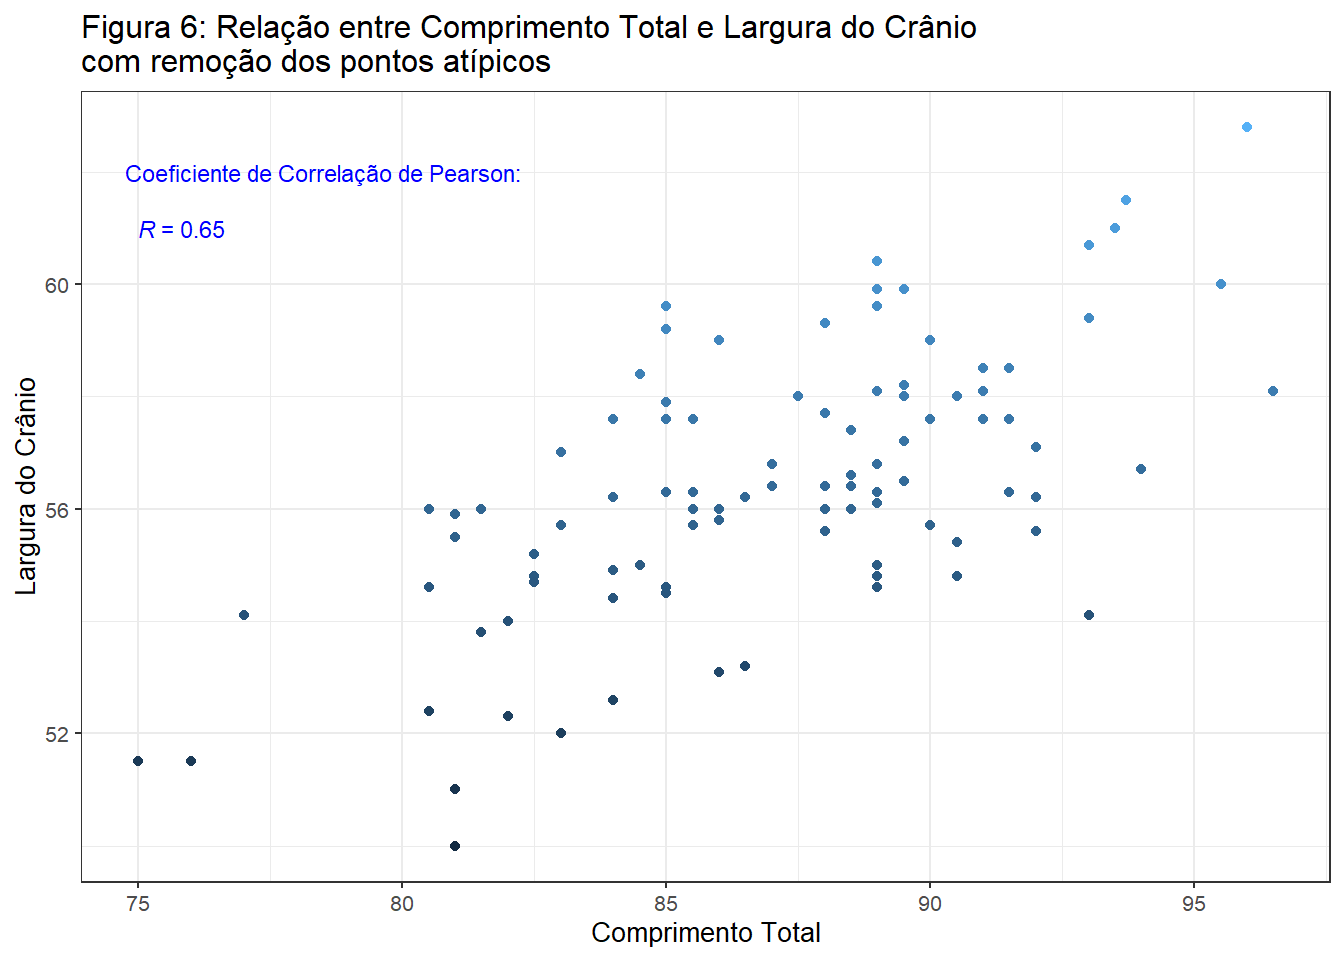 Figura 6: Relação entre Comprimento Total e Largura do Crânio
com remoção dos pontos atípicos
Coeficiente de Correlação de Pearson:
R = 0.65
Largura do Crânio
60
56
52
75
80
85
90
95
Comprimento Total